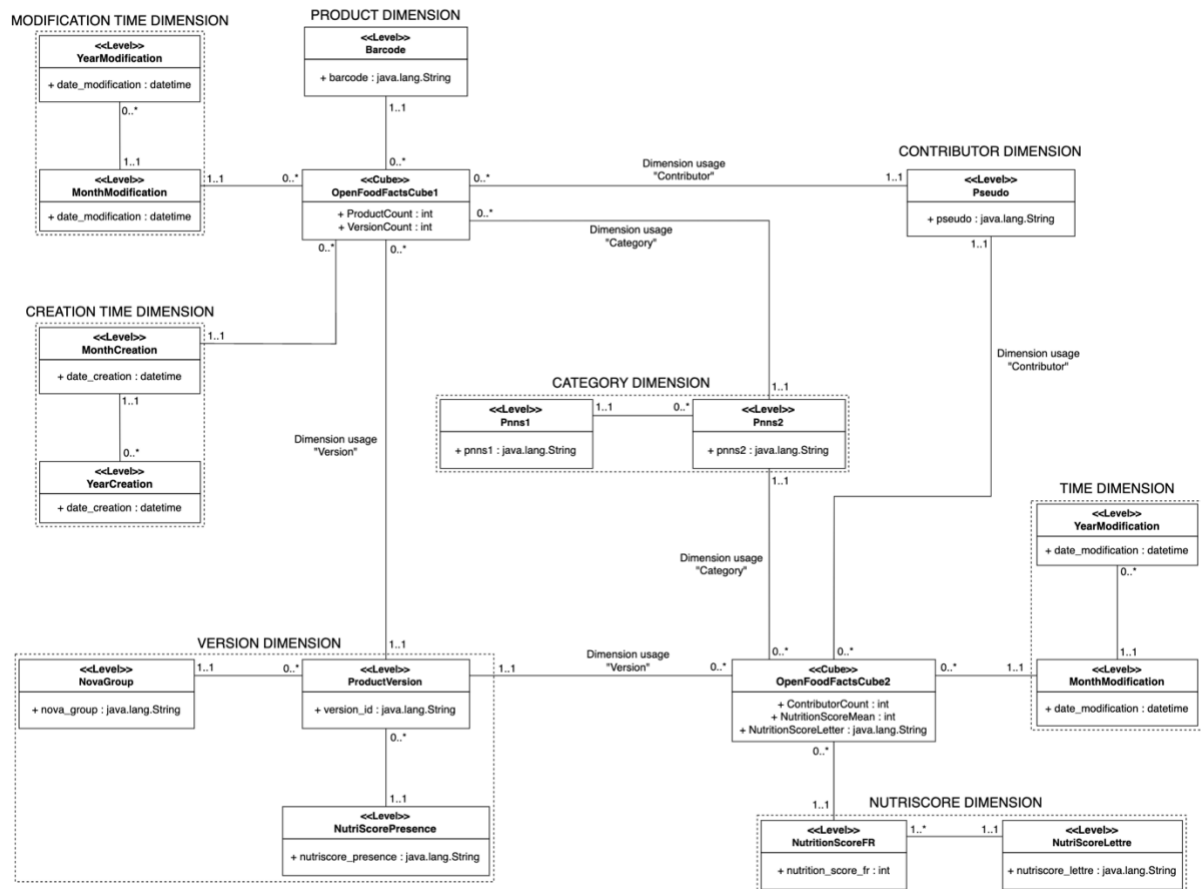 MODIFICATION TIME DIMENSION
<<Level>>
YearModification
+ date_modification : datetime
0..*
1..1
<<Level>>
MonthModification
+ date_modification : datetime
1..1
0..*
PRODUCT DIMENSION
<<Level>>
Barcode
+ barcode : java.lang.String
1..1
0..*
<<Cube>>
OpenFoodFactsCube1
+ ProductCount : int
+ VersionCount : int
0..*
Dimension usage
"Contributor"
1..1
CONTRIBUTOR DIMENSION
<<Level>>
Pseudo
+ pseudo : java.lang.String
1..1
0..*
Dimension usage
"Category"
0..*
0..*
CREATION TIME DIMENSION
<<Level>>
MonthCreation
+ date_creation : datetime
1..1
1..1
0..*
<<Level>>
YearCreation
+ date_creation : datetime
Dimension usage
"Version"
Dimension usage
"Contributor"
CATEGORY DIMENSION
1..1
<<Level>>
Pnns1
+ pnns1 : java.lang.String
1..1
0..*
<<Level>>
Pnns2
+ pnns2 : java.lang.String
1..1
Dimension usage
"Category"
TIME DIMENSION
<<Level>>
YearModification
+ date_modification : datetime
0..*
1..1
<<Level>>
MonthModification
+ date_modification : datetime
VERSION DIMENSION
1..1
<<Level>>
NovaGroup
+ nova_group : java.lang.String
1..1
0..*
<<Level>>
ProductVersion
+ version_id : java.lang.String
1..1
Dimension usage
"Version"
0..*
0..*
0..*
<<Cube>>
OpenFoodFactsCube2
+ ContributorCount : int
+ NutritionScoreMean : int
+ NutritionScoreLetter : java.lang.String
0..*
1..1
0..*
1..1
<<Level>>
NutriScorePresence
+ nutriscore_presence : java.lang.String
0..*
1..1
NUTRISCORE DIMENSION
<<Level>>
NutritionScoreFR
+ nutrition_score_fr : int
1..*
1..1
<<Level>>
NutriScoreLettre
+ nutriscore_lettre : java.lang.String